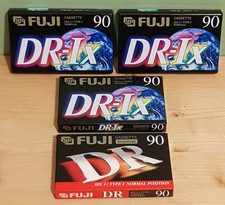 FUJI CASSETTE 90
DR-Ix
FUJI CASSETTE 90
DR-Ix
FUJI CASSETTE 90
DR-Ix
DR-Ix 90
FUJI CASSETTE 90
DR
IEC I / TYPE I NORMAL POSITION
FUJI DR 90